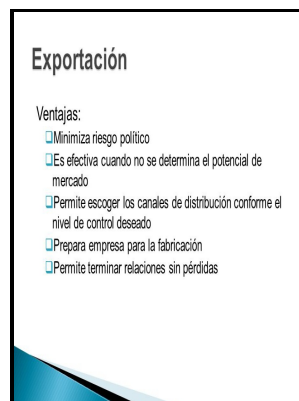 Exportación
Ventajas:
❑Minimiza riesgo político
❑Es efectiva cuando no se determina el potencial de
mercado
❑Permite escoger los canales de distribución conforme el
nivel de control deseado
❑Prepara empresa para la fabricación
❑Permite terminar relaciones sin pérdidas